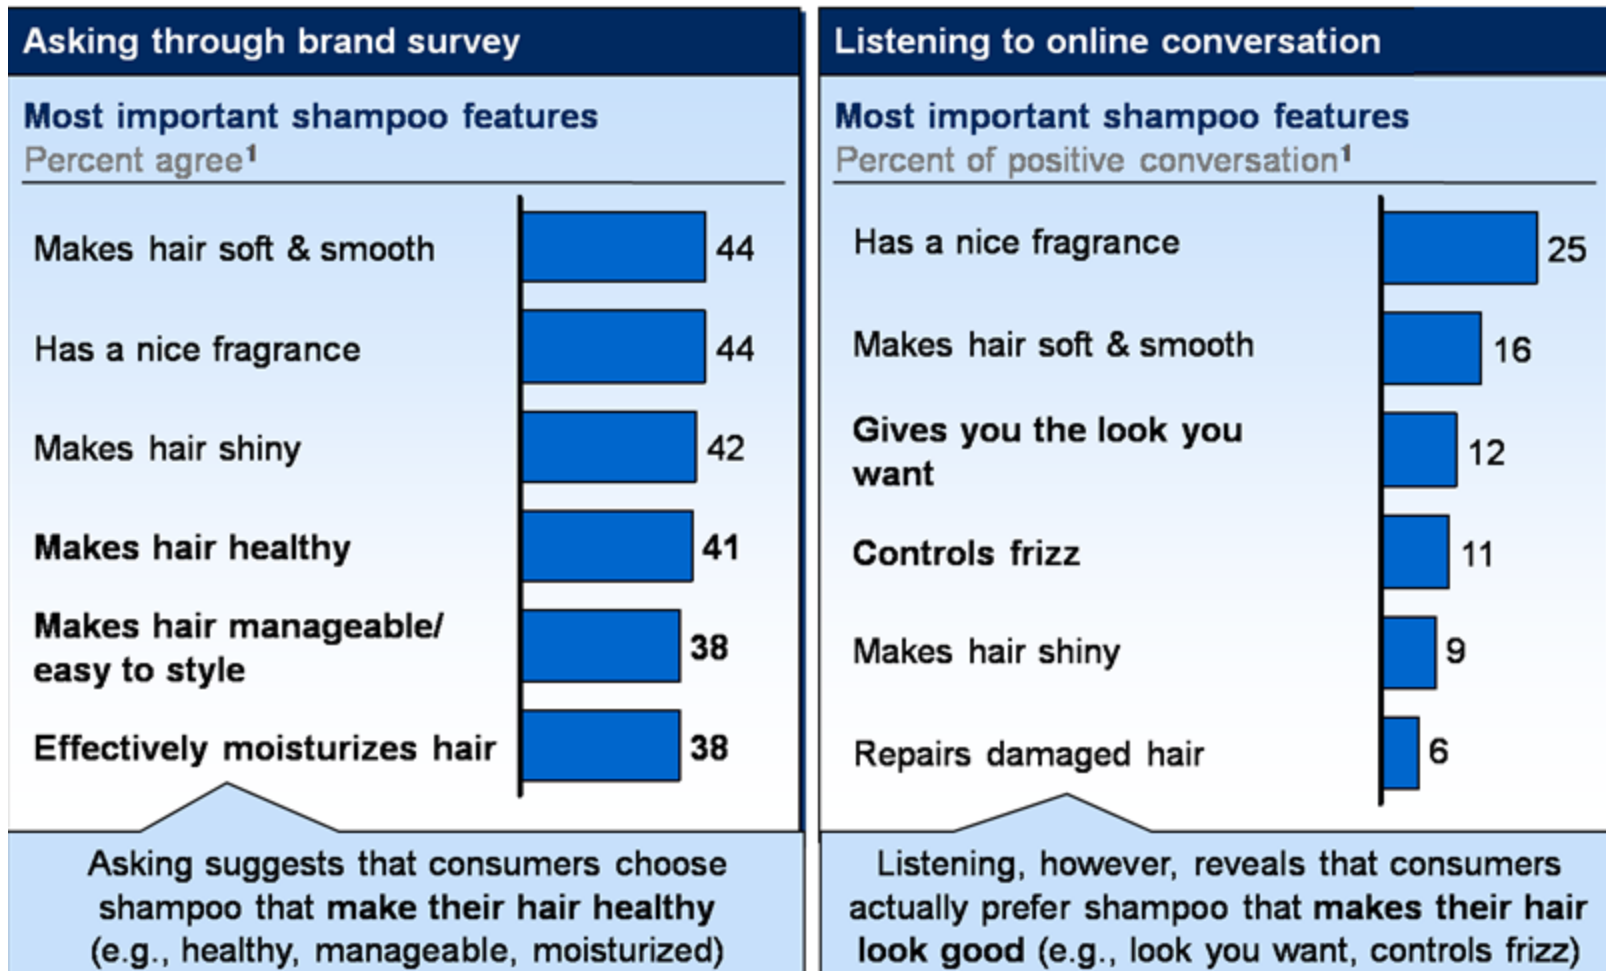 Asking through brand survey
Most important shampoo features
Percent agree¹
Makes hair soft & smooth 44
Has a nice fragrance 44
Makes hair shiny 42
Makes hair healthy 41
Makes hair manageable/
easy to style 38
Effectively moisturizes hair 38
Asking suggests that consumers choose
shampoo that make their hair healthy
(e.g., healthy, manageable, moisturized)
Listening to online conversation
Most important shampoo features
Percent of positive conversation¹
Has a nice fragrance 25
Makes hair soft & smooth 16
Gives you the look you
want 12
Controls frizz 11
Makes hair shiny 9
Repairs damaged hair 6
Listening, however, reveals that consumers
actually prefer shampoo that makes their hair
look good (e.g., look you want, controls frizz)